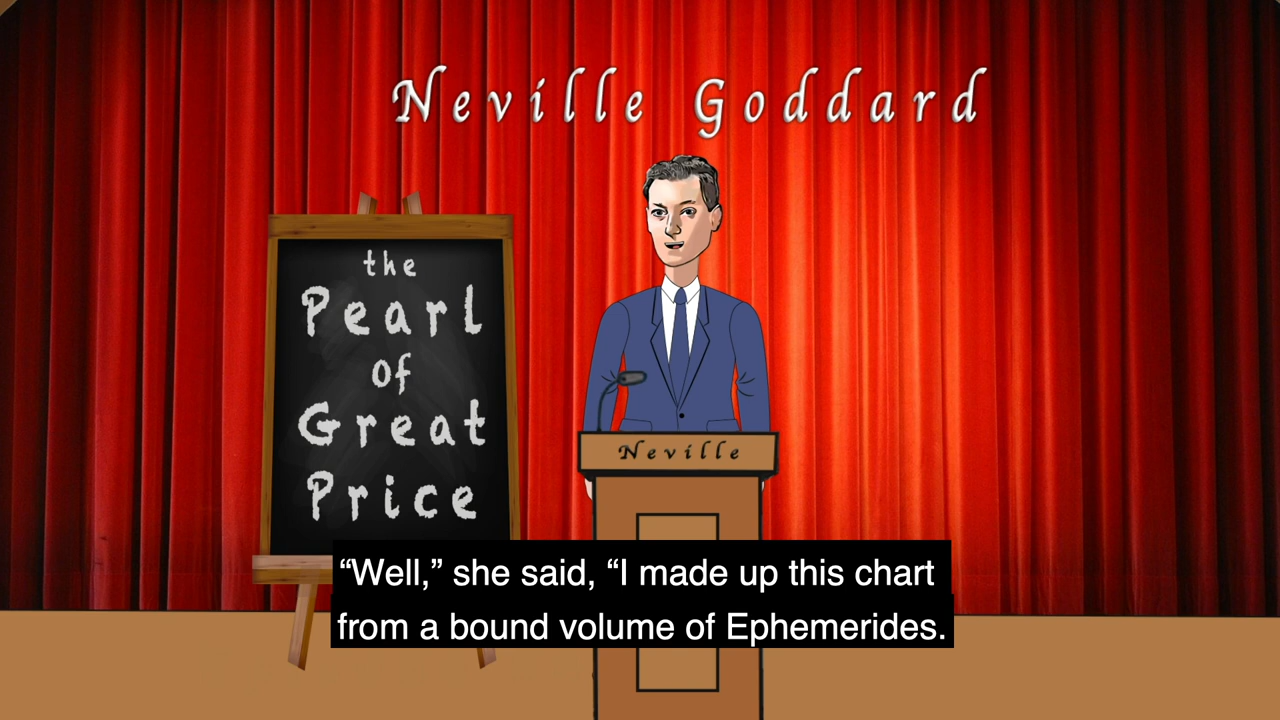 Neville Goddard
the
Pearl
of
Great
Price
Neville
“Well,” she said, “I made up this chart
from a bound volume of Ephemerides.